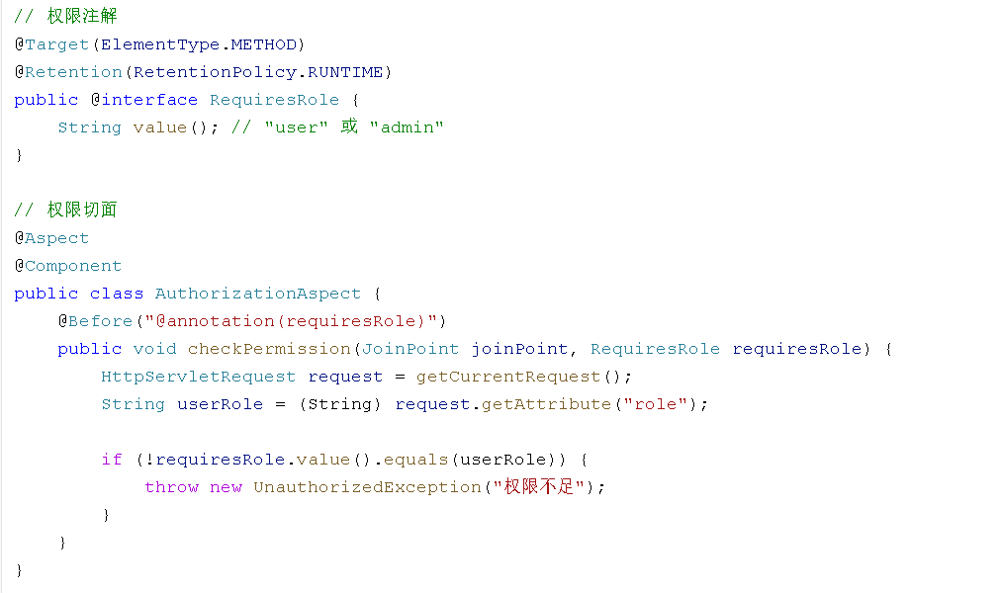 // 权限注解
@Target(ElementType.METHOD)
@Retention(RetentionPolicy.RUNTIME)
public @interface RequiresRole {
    String value(); // "user" 或 "admin"
}

// 权限切面
@Aspect
@Component
public class AuthorizationAspect {
    @Before("@annotation(requiresRole)")
    public void checkPermission(JoinPoint joinPoint, RequiresRole requiresRole) {
        HttpServletRequest request = getCurrentRequest();
        String userRole = (String) request.getAttribute("role");

        if (!requiresRole.value().equals(userRole)) {
            throw new UnauthorizedException("权限不足");
        }
    }
}